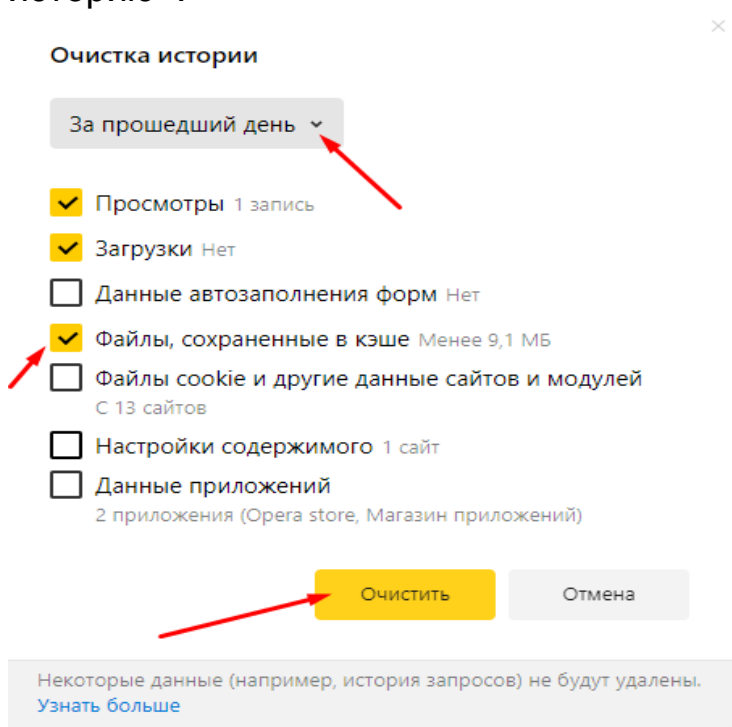 Очистка истории
За прошедший день
Просмотры 1 запись
Загрузки Нет
Данные автозаполнения форм Нет
Файлы, сохраненные в кэше Менее 9,1 МБ
Файлы cookie и другие данные сайтов и модулей
С 13 сайтов
Настройки содержимого 1 сайт
Данные приложений
2 приложения (Opera store, Магазин приложений)
Очистить Отмена
Некоторые данные (например, история запросов) не будут удалены.
Узнать больше